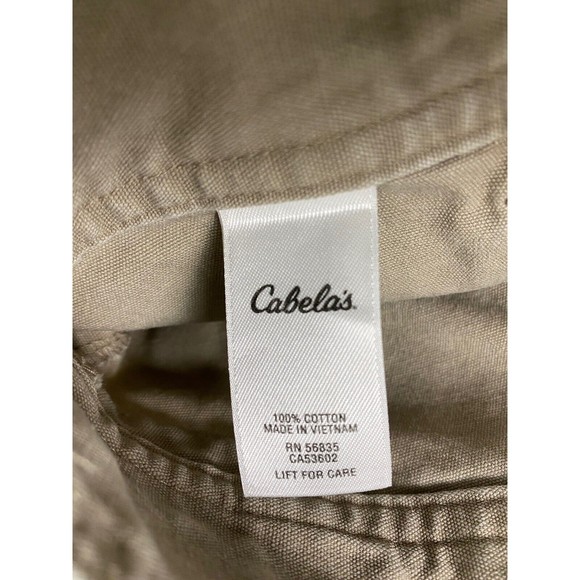 Cabela's
100% COTTON
MADE IN VIETNAM
RN 56835
CA53602
LIFT FOR CARE